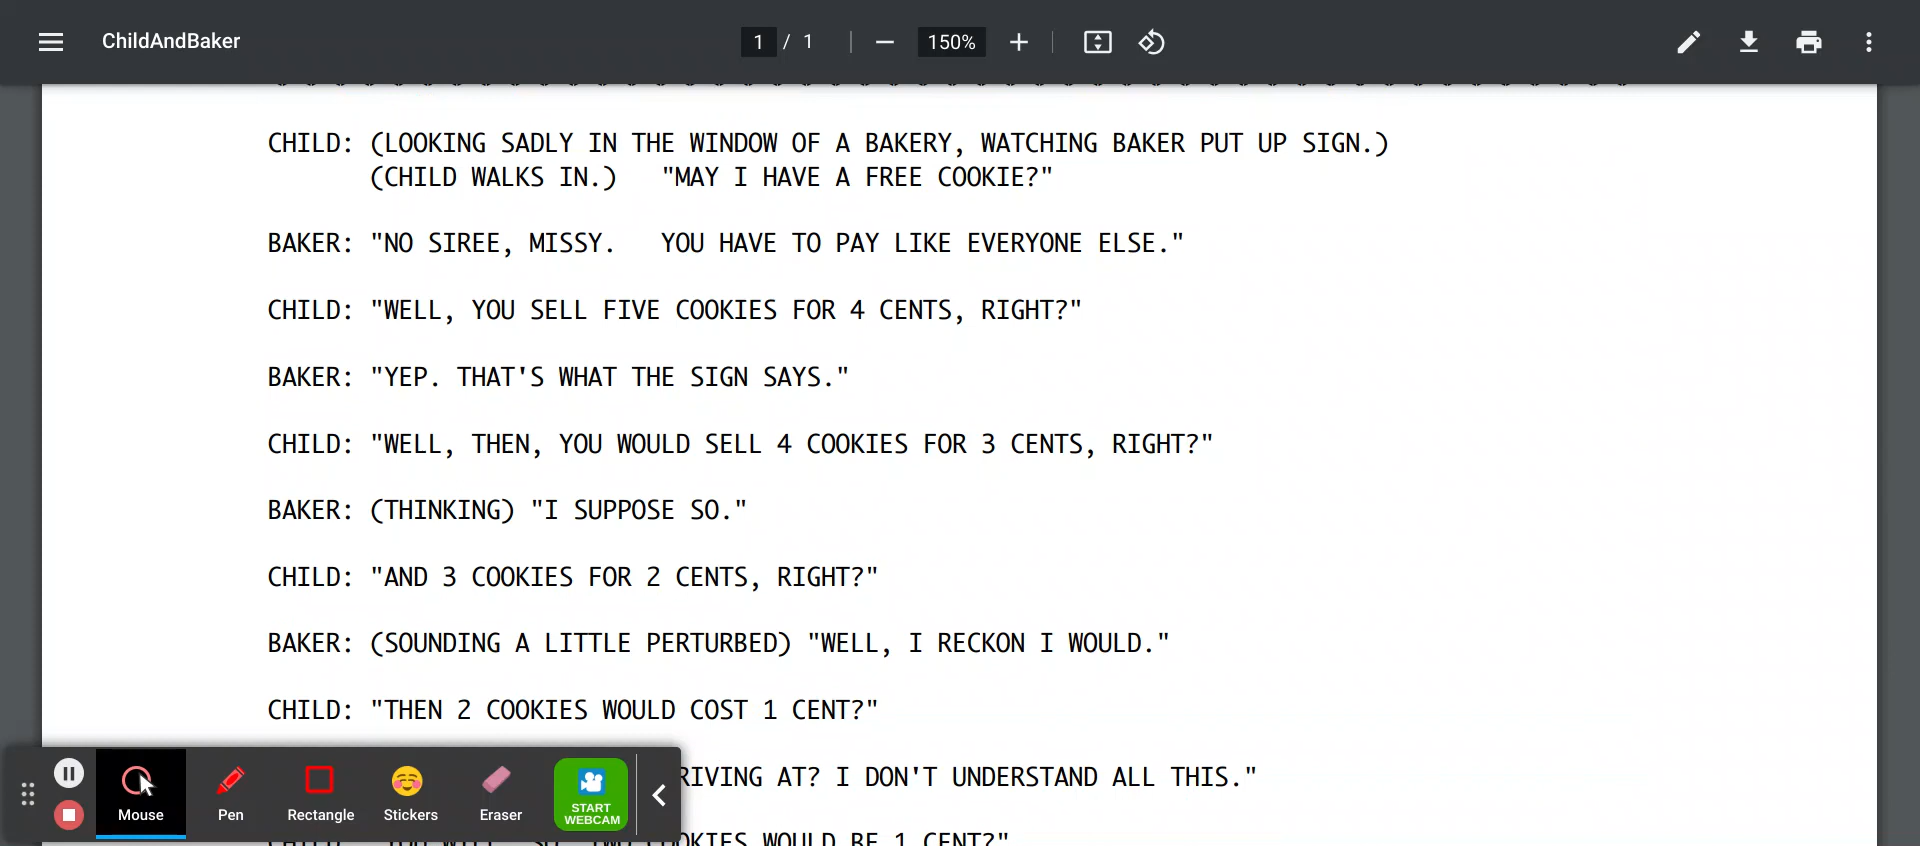 ChildAndBaker
1 / 1
150%
CHILD: (LOOKING SADLY IN THE WINDOW OF A BAKERY, WATCHING BAKER PUT UP SIGN.)
(CHILD WALKS IN.) "MAY I HAVE A FREE COOKIE?"
BAKER: "NO SIREE, MISSY. YOU HAVE TO PAY LIKE EVERYONE ELSE."
CHILD: "WELL, YOU SELL FIVE COOKIES FOR 4 CENTS, RIGHT?"
BAKER: "YEP. THAT'S WHAT THE SIGN SAYS."
CHILD: "WELL, THEN, YOU WOULD SELL 4 COOKIES FOR 3 CENTS, RIGHT?"
BAKER: (THINKING) "I SUPPOSE SO."
CHILD: "AND 3 COOKIES FOR 2 CENTS, RIGHT?"
BAKER: (SOUNDING A LITTLE PERTURBED) "WELL, I RECKON I WOULD."
CHILD: "THEN 2 COOKIES WOULD COST 1 CENT?"
RIVING AT? I DON'T UNDERSTAND ALL THIS."
WOULD BE 1 CENT?"
Mouse
Pen
Rectangle
Stickers
Eraser
START
WEBCAM